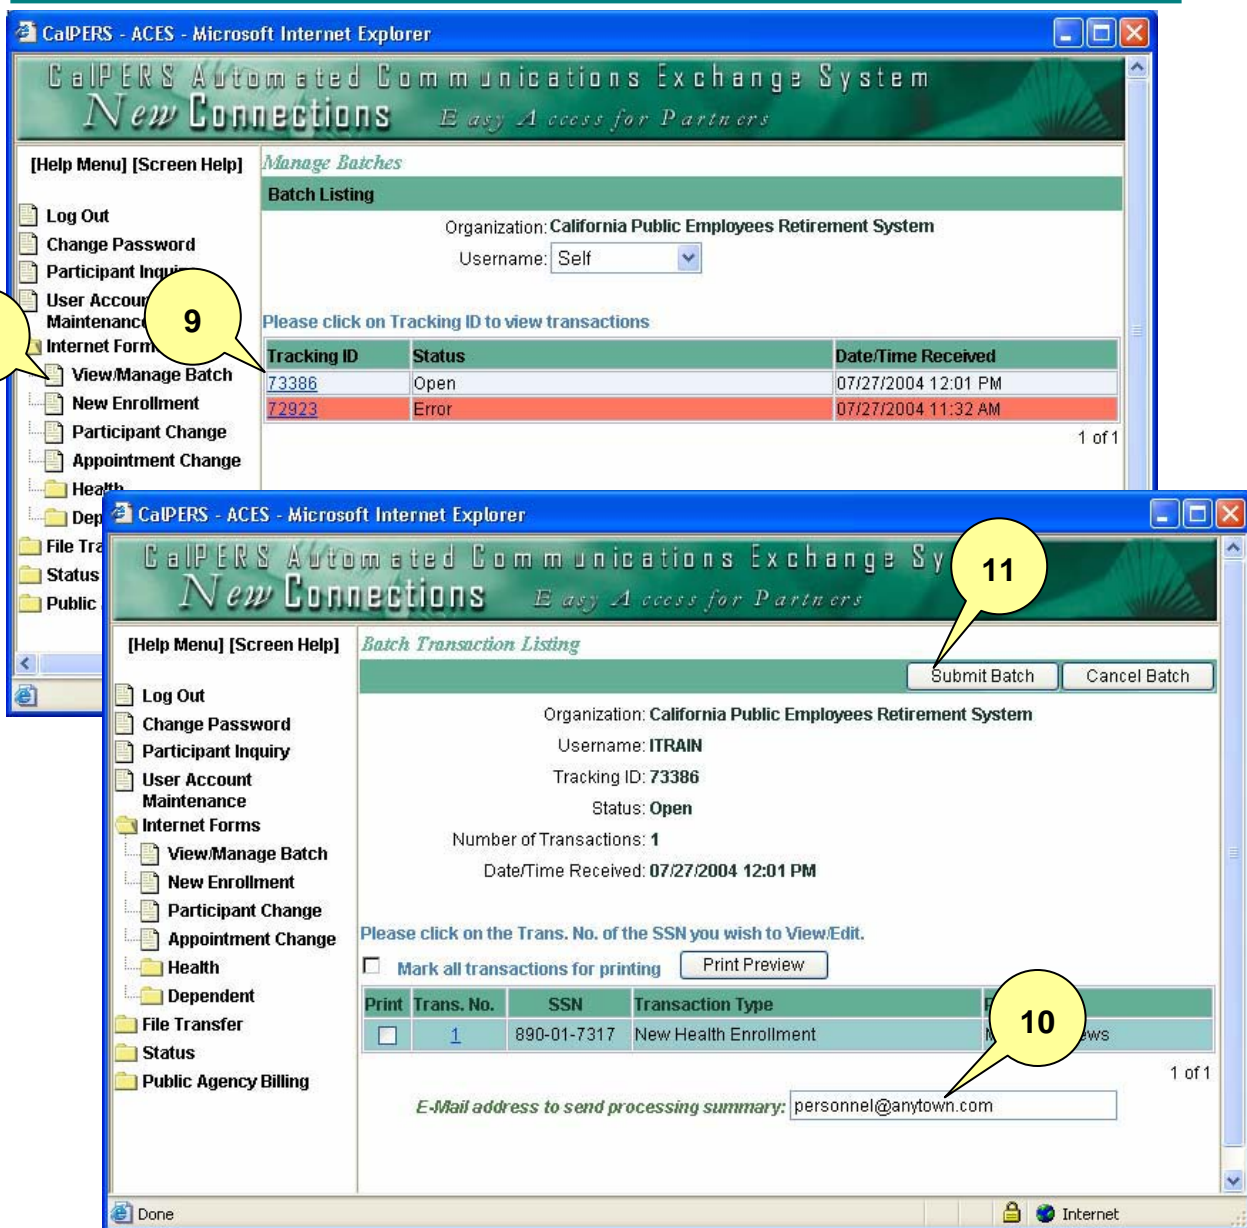 CalPERS - ACES - Microsoft Internet Explorer
CalPERS Automated Communications Exchange System
New Connections Easy Access for Partners
[Help Menu] [Screen Help]
Log Out
Change Password
Participant
User
Internet
View/Manage Batch
New Enrollment
Participant Change
Appointment Change
File
Status
Public
9
Manage Batches
Batch Listing
Organization: California Public Employees Retirement System
Username: Self
Please click on Tracking ID to view transactions
Tracking ID Status Date/Time Received
73386 Open 07/27/2004 12:01 PM
72923 Error 07/27/2004 11:32 AM
1 of 1
CalPERS - ACES - Microsoft Internet Explorer
CalPERS Automated Communications Exchange
New Connections Easy Access for Partners
11
[Help Menu] [Screen Help]
Log Out
Change Password
Participant Inquiry
User Account
Maintenance
Internet Forms
View/Manage Batch
New Enrollment
Participant Change
Appointment Change
Health
Dependent
File Transfer
Status
Public Agency Billing
Batch Transaction Listing
Submit Batch Cancel Batch
Organization: California Public Employees Retirement System
Username: ITRAIN
Tracking ID: 73386
Status: Open
Number of Transactions: 1
Date/Time Received: 07/27/2004 12:01 PM
Please click on the Trans. No. of the SSN you wish to View/Edit.
Mark all transactions for printing Print Preview
Print Trans. No. SSN Transaction Type
1 890-01-7317 New Health Enrollment
10
1 of 1
E-Mail address to send processing summary: personnel@anytown.com
Done Internet